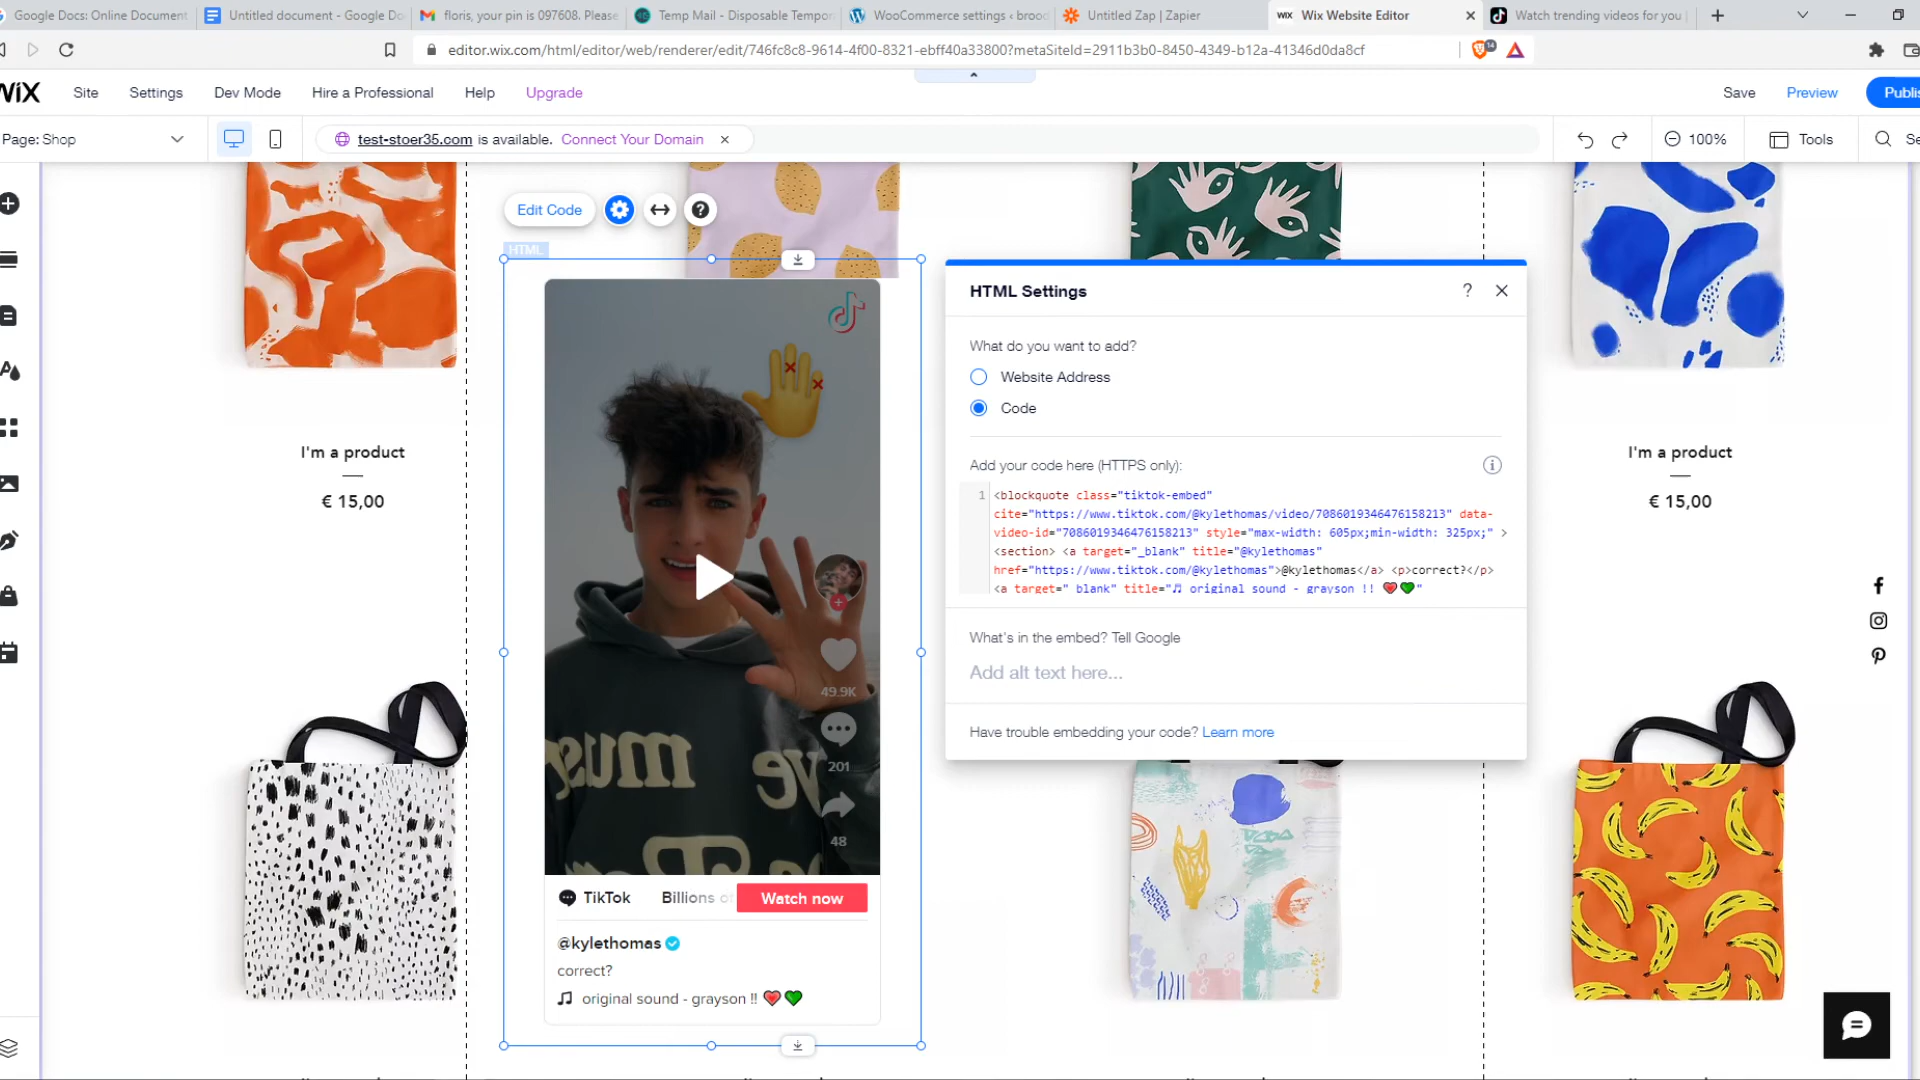 Google Docs: Online Document
Untitled document - Google Do
floris, your pin is 097608. Please
Temp Mail - Disposable Tempor
WooCommerce settings ‹ brood
Untitled Zap | Zapier
WIX Wix Website Editor
Watch trending videos for you |
editor.wix.com/html/editor/web/renderer/edit/746fc8c8-9614-4f00-8321-ebff40a33800?metaSiteId=2911b3b0-8450-4349-b12a-41346d0da8cf
14
WiX
Site
Settings
Dev Mode
Hire a Professional
Help
Upgrade
Save
Preview
Publis
Page: Shop
test-stoer35.com is available. Connect Your Domain
100%
Tools
Se
Edit Code
HTML
HTML Settings
?
What do you want to add?
Website Address
Code
Add your code here (HTTPS only):
1 <blockquote class="tiktok-embed"
cite="https://www.tiktok.com/@kylethomas/video/7086019346476158213" data-
video-id="7086019346476158213" style="max-width: 605px;min-width: 325px;" >
<section> <a target="_blank" title="@kylethomas"
href="https://www.tiktok.com/@kylethomas">@kylethomas</a> <p>correct?</p>
<a target="_blank" title="♬ original sound - grayson !! ❤️💚"
What's in the embed? Tell Google
Add alt text here...
Have trouble embedding your code? Learn more
I'm a product
€ 15,00
I'm a product
€ 15,00
49.9K
201
48
TikTok
Billions o
Watch now
@kylethomas
correct?
original sound - grayson !! ❤️💚